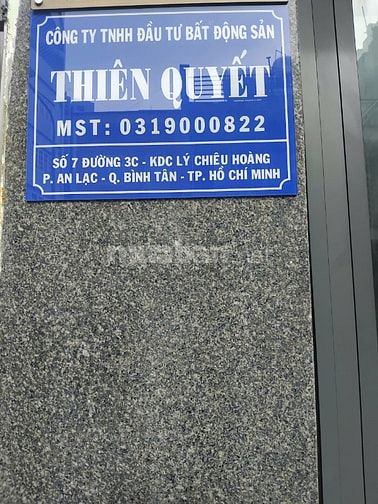 CÔNG TY TNHH ĐẦU TƯ BẤT ĐỘNG SẢN
THIÊN QUYẾT
MST: 0319000822
SỐ 7 ĐƯỜNG 3C - KDC LÝ CHIÊU HOÀNG
P. AN LẠC - Q. BÌNH TÂN - TP. HỒ CHÍ MINH